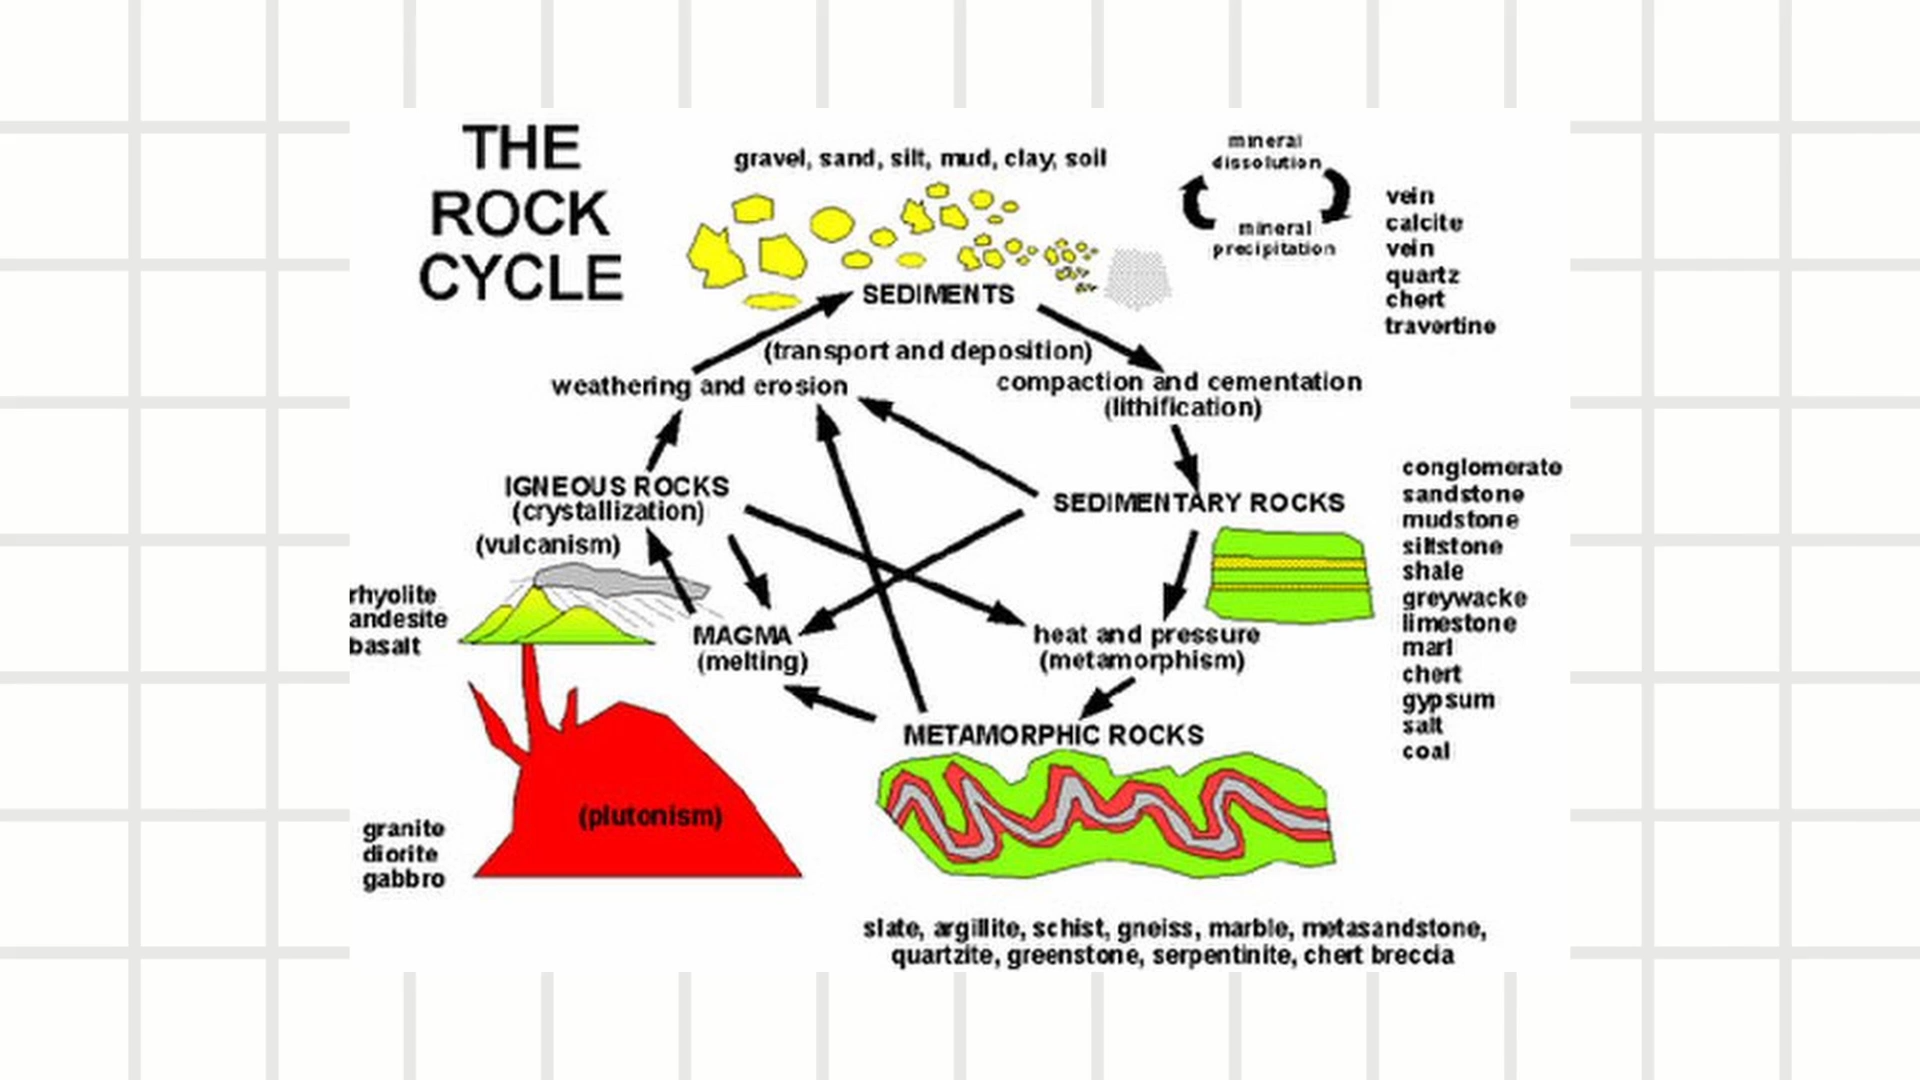 THE
ROCK
CYCLE
gravel, sand, silt, mud, clay, soil
mineral
dissolution
mineral
precipitation
vein
calcite
vein
quartz
chert
travertine
SEDIMENTS
(transport and deposition)
weathering and erosion
compaction and cementation
(lithification)
IGNEOUS ROCKS
(crystallization)
(vulcanism)
SEDIMENTARY ROCKS
conglomerate
sandstone
mudstone
siltstone
shale
greywacke
limestone
marl
chert
gypsum
salt
coal
rhyolite
andesite
basalt
MAGMA
(melting)
heat and pressure
(metamorphism)
METAMORPHIC ROCKS
(plutonism)
granite
diorite
gabbro
slate, argillite, schist, gneiss, marble, metasandstone,
quartzite, greenstone, serpentinite, chert breccia